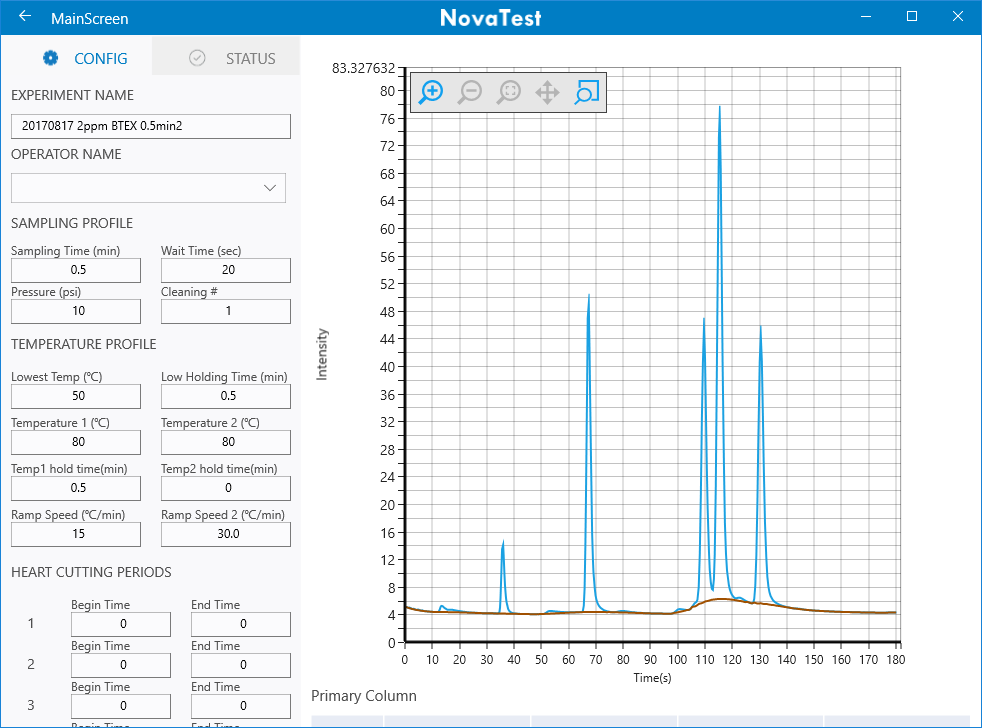 MainScreen
NovaTest
CONFIG
STATUS
EXPERIMENT NAME
20170817 2ppm BTEX 0.5min2
OPERATOR NAME
SAMPLING PROFILE
Sampling Time (min) Wait Time (sec)
0.5 20
Pressure (psi) Cleaning #
10 1
TEMPERATURE PROFILE
Lowest Temp (℃) Low Holding Time (min)
50 0.5
Temperature 1 (℃) Temperature 2 (℃)
80 80
Temp1 hold time(min) Temp2 hold time(min)
0.5 0
Ramp Speed (℃/min) Ramp Speed 2 (℃/min)
15 30.0
HEART CUTTING PERIODS
Begin Time End Time
1 0 0
Begin Time End Time
2 0 0
Begin Time End Time
3 0 0
Begin Time End Time
83.327632
80
76
72
68
64
60
56
52
48
44
40
36
32
28
24
20
16
12
8
4
0
Intensity
0 10 20 30 40 50 60 70 80 90 100 110 120 130 140 150 160 170 180
Time(s)
Primary Column